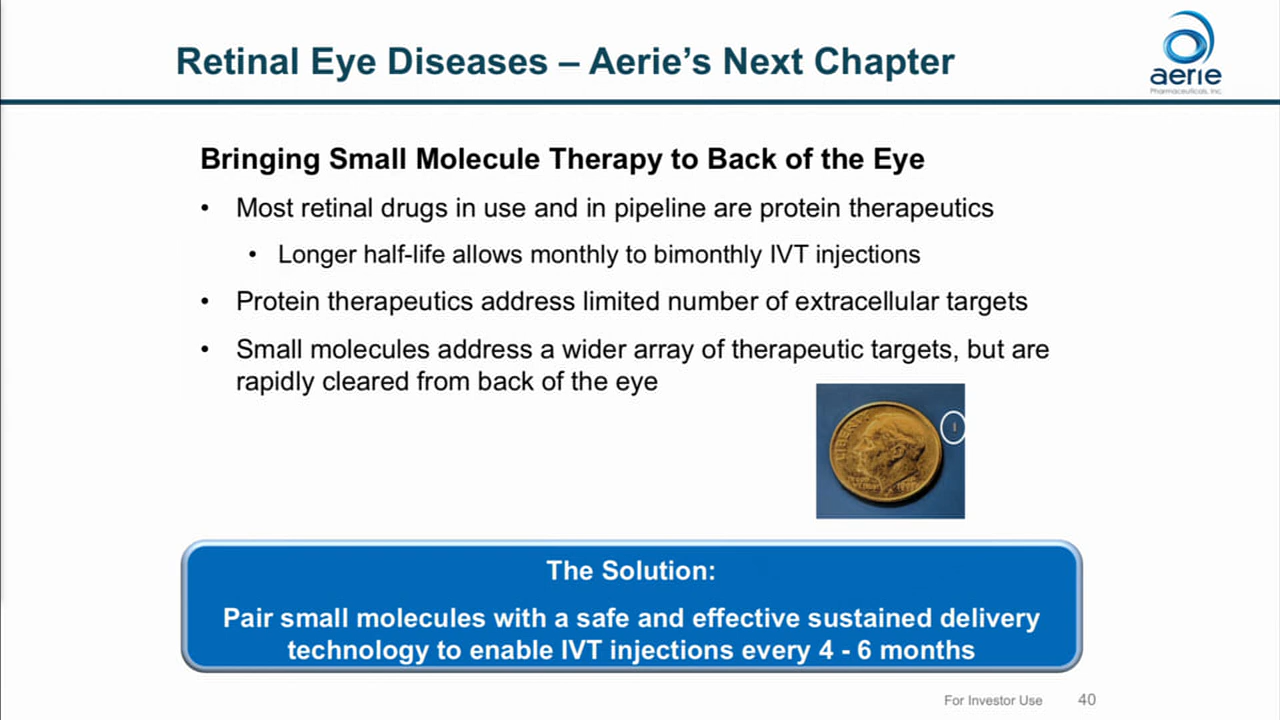 Retinal Eye Diseases – Aerie's Next Chapter
aerie
Pharmaceuticals, Inc.
Bringing Small Molecule Therapy to Back of the Eye
• Most retinal drugs in use and in pipeline are protein therapeutics
• Longer half-life allows monthly to bimonthly IVT injections
• Protein therapeutics address limited number of extracellular targets
• Small molecules address a wider array of therapeutic targets, but are
rapidly cleared from back of the eye
LIBERTY
The Solution:
Pair small molecules with a safe and effective sustained delivery
technology to enable IVT injections every 4 - 6 months
For Investor Use
40